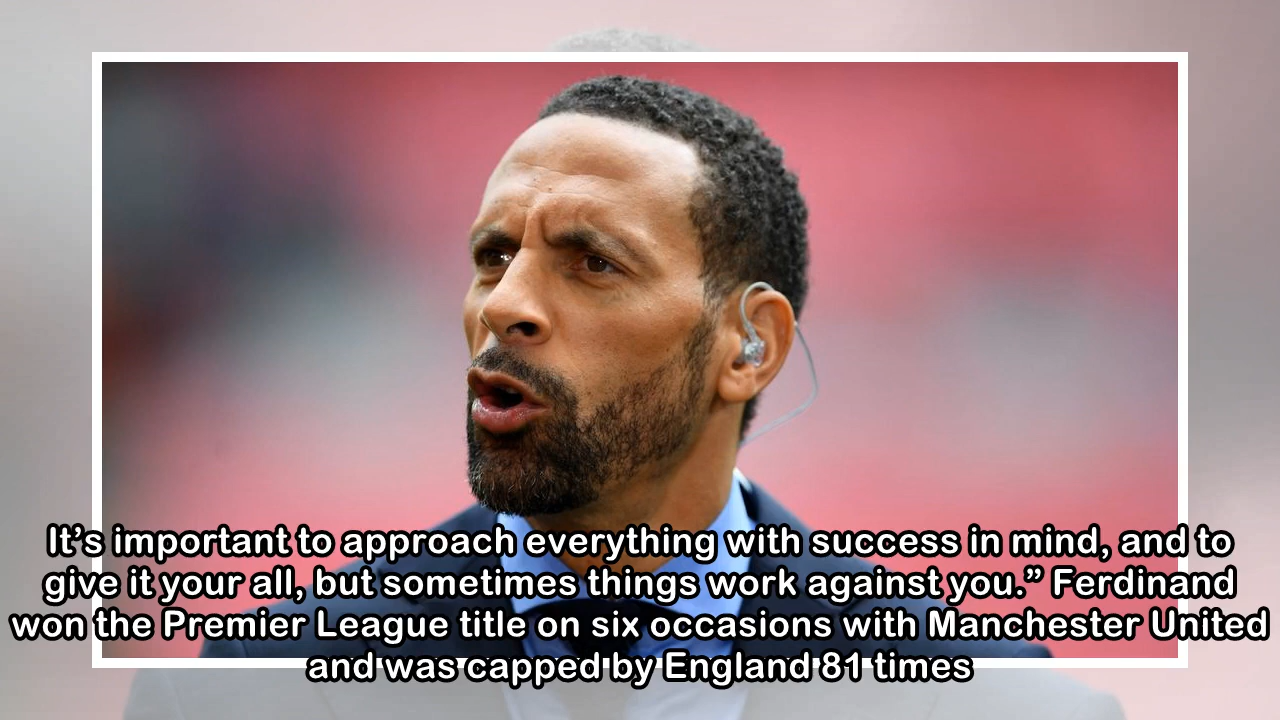 It’s important to approach everything with success in mind, and to
give it your all, but sometimes things work against you.” Ferdinand
won the Premier League title on six occasions with Manchester United
and was capped by England 81 times